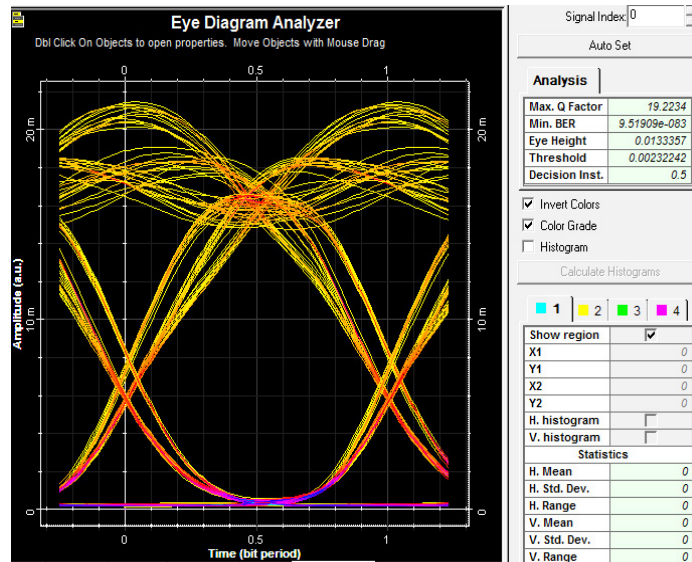 Eye Diagram Analyzer
Dbl Click On Objects to open properties. Move Objects with Mouse Drag
0 0.5 1
20 m 20 m
Amplitude (a.u.)
10 m 10 m
0 0
0 0.5 1
Time (bit period)
Signal Index: 0
Auto Set
Analysis
Max. Q Factor 19.2234
Min. BER 9.51909e-083
Eye Height 0.0133357
Threshold 0.00232242
Decision Inst. 0.5
Invert Colors
Color Grade
Histogram
Calculate Histograms
1 2 3 4
Show region
X1 0
Y1 0
X2 0
Y2 0
H. histogram
V. histogram
Statistics
H. Mean 0
H. Std. Dev. 0
H. Range 0
V. Mean 0
V. Std. Dev. 0
V. Range 0